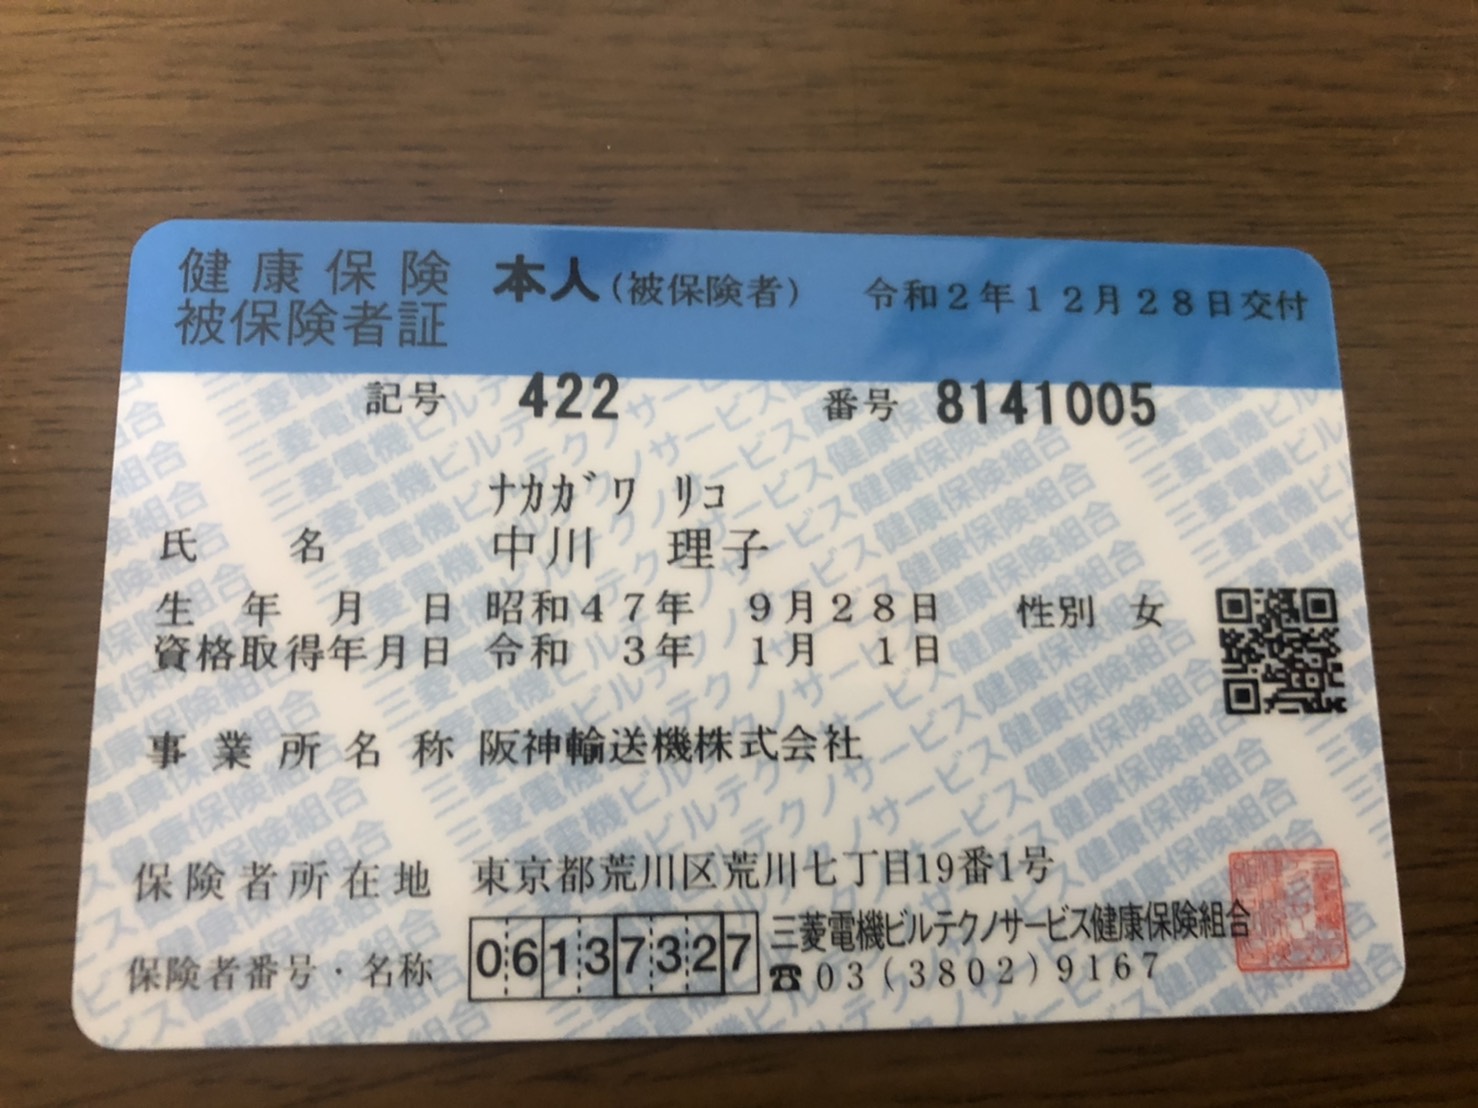 健康保険
被保険者証
本人(被保険者)
令和2年12月28日交付
記号 422 番号 8141005
ﾅｶｶﾞﾜ ﾘｺ
氏名 中川 理子
生年月日 昭和47年 9月28日 性別 女
資格取得年月日 令和 3年 1月 1日
事業所名称 阪神輸送機株式会社
保険者所在地 東京都荒川区荒川七丁目19番1号
保険者番号・名称 06137327 三菱電機ビルテクノサービス健康保険組合
☎03(3802)9167